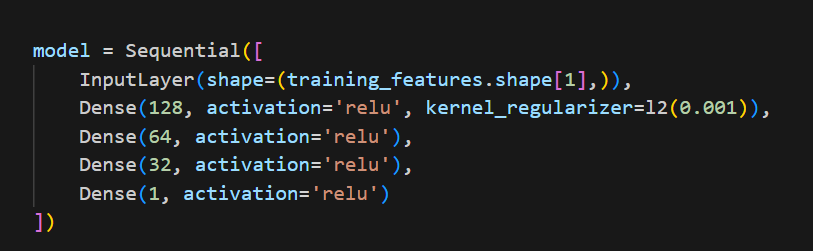 model = Sequential([
    InputLayer(shape=(training_features.shape[1],)),
    Dense(128, activation='relu', kernel_regularizer=l2(0.001)),
    Dense(64, activation='relu'),
    Dense(32, activation='relu'),
    Dense(1, activation='relu')
])